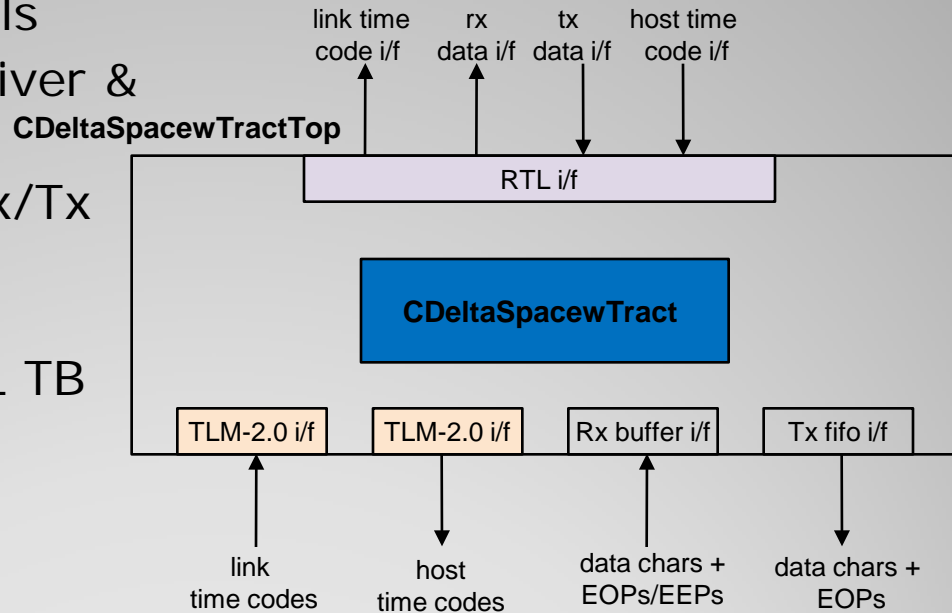 ls
iver &
x/Tx
TB
link time
code i/f
rx
data i/f
tx
data i/f
host time
code i/f
CDeltaSpacewTractTop
RTL i/f
CDeltaSpacewTract
TLM-2.0 i/f
TLM-2.0 i/f
Rx buffer i/f
Tx fifo i/f
link
time codes
host
time codes
data chars +
EOPs/EEPs
data chars +
EOPs